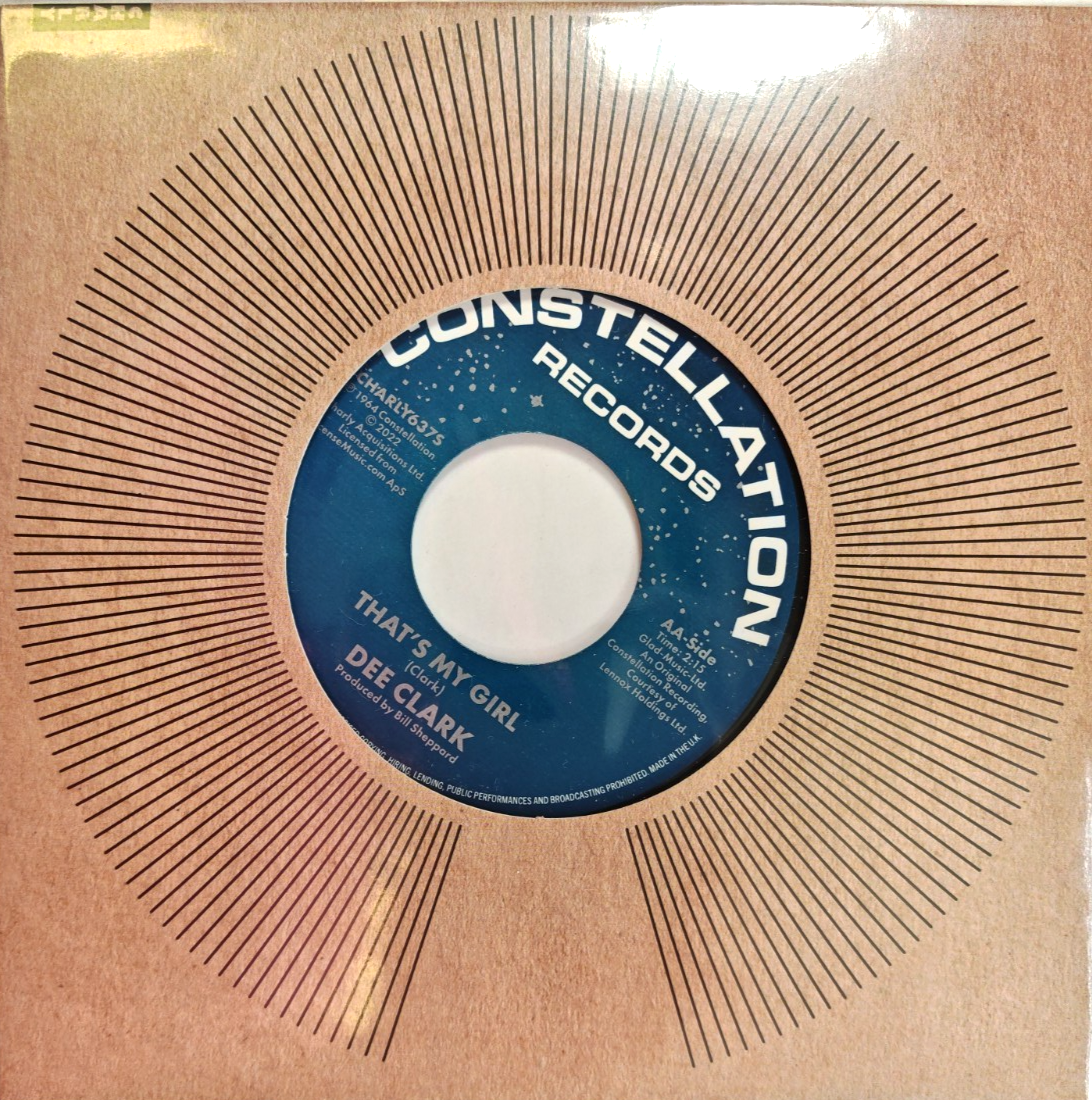 CONSTELLATION
RECORDS
CHARLY637S
℗ 1964 Constellation
© 2022
Charly Acquisitions Ltd.
Licensed from
ApS
THAT'S MY GIRL
(Clark)
DEE CLARK
Produced by Bill Sheppard
AA-Side
Time: 2:15
Glad-Music-Ltd.
An Original
Constellation Recording,
Courtesy of
Lennox Holdings Ltd.
COPYING, HIRING, LENDING, PUBLIC PERFORMANCES AND BROADCASTING PROHIBITED. MADE IN THE U.K.